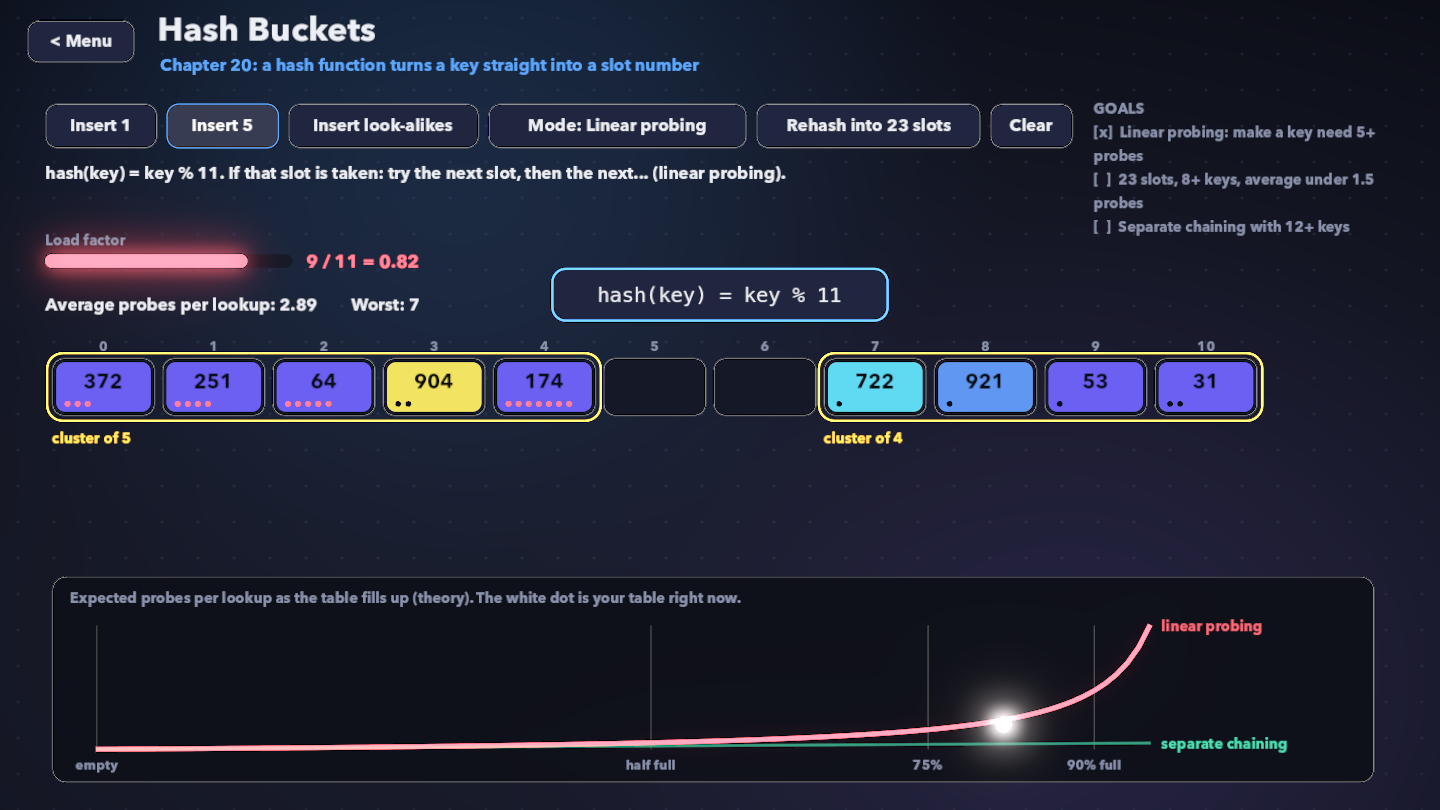 < Menu
Hash Buckets
Chapter 20: a hash function turns a key straight into a slot number
Insert 1
Insert 5
Insert look-alikes
Mode: Linear probing
Rehash into 23 slots
Clear
GOALS
[x] Linear probing: make a key need 5+
probes
[ ] 23 slots, 8+ keys, average under 1.5
probes
[ ] Separate chaining with 12+ keys
hash(key) = key % 11. If that slot is taken: try the next slot, then the next... (linear probing).
Load factor
9 / 11 = 0.82
Average probes per lookup: 2.89 Worst: 7
hash(key) = key % 11
0 1 2 3 4 5 6 7 8 9 10
372 251 64 904 174 722 921 53 31
cluster of 5
cluster of 4
Expected probes per lookup as the table fills up (theory). The white dot is your table right now.
linear probing
separate chaining
empty
half full
75%
90% full